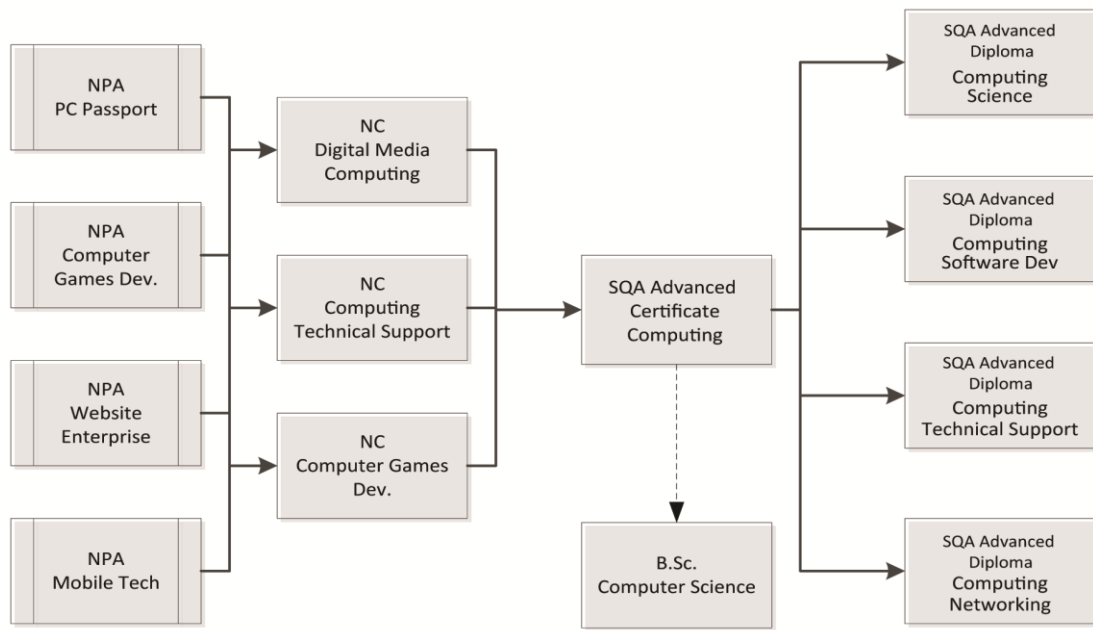 NPA
PC Passport
NPA
Computer
Games Dev.
NPA
Website
Enterprise
NPA
Mobile Tech
NC
Digital Media
Computing
NC
Computing
Technical Support
NC
Computer Games
Dev.
SQA Advanced
Certificate
Computing
B.Sc.
Computer Science
SQA Advanced
Diploma
Computing
Science
SQA Advanced
Diploma
Computing
Software Dev
SQA Advanced
Diploma
Computing
Technical Support
SQA Advanced
Diploma
Computing
Networking